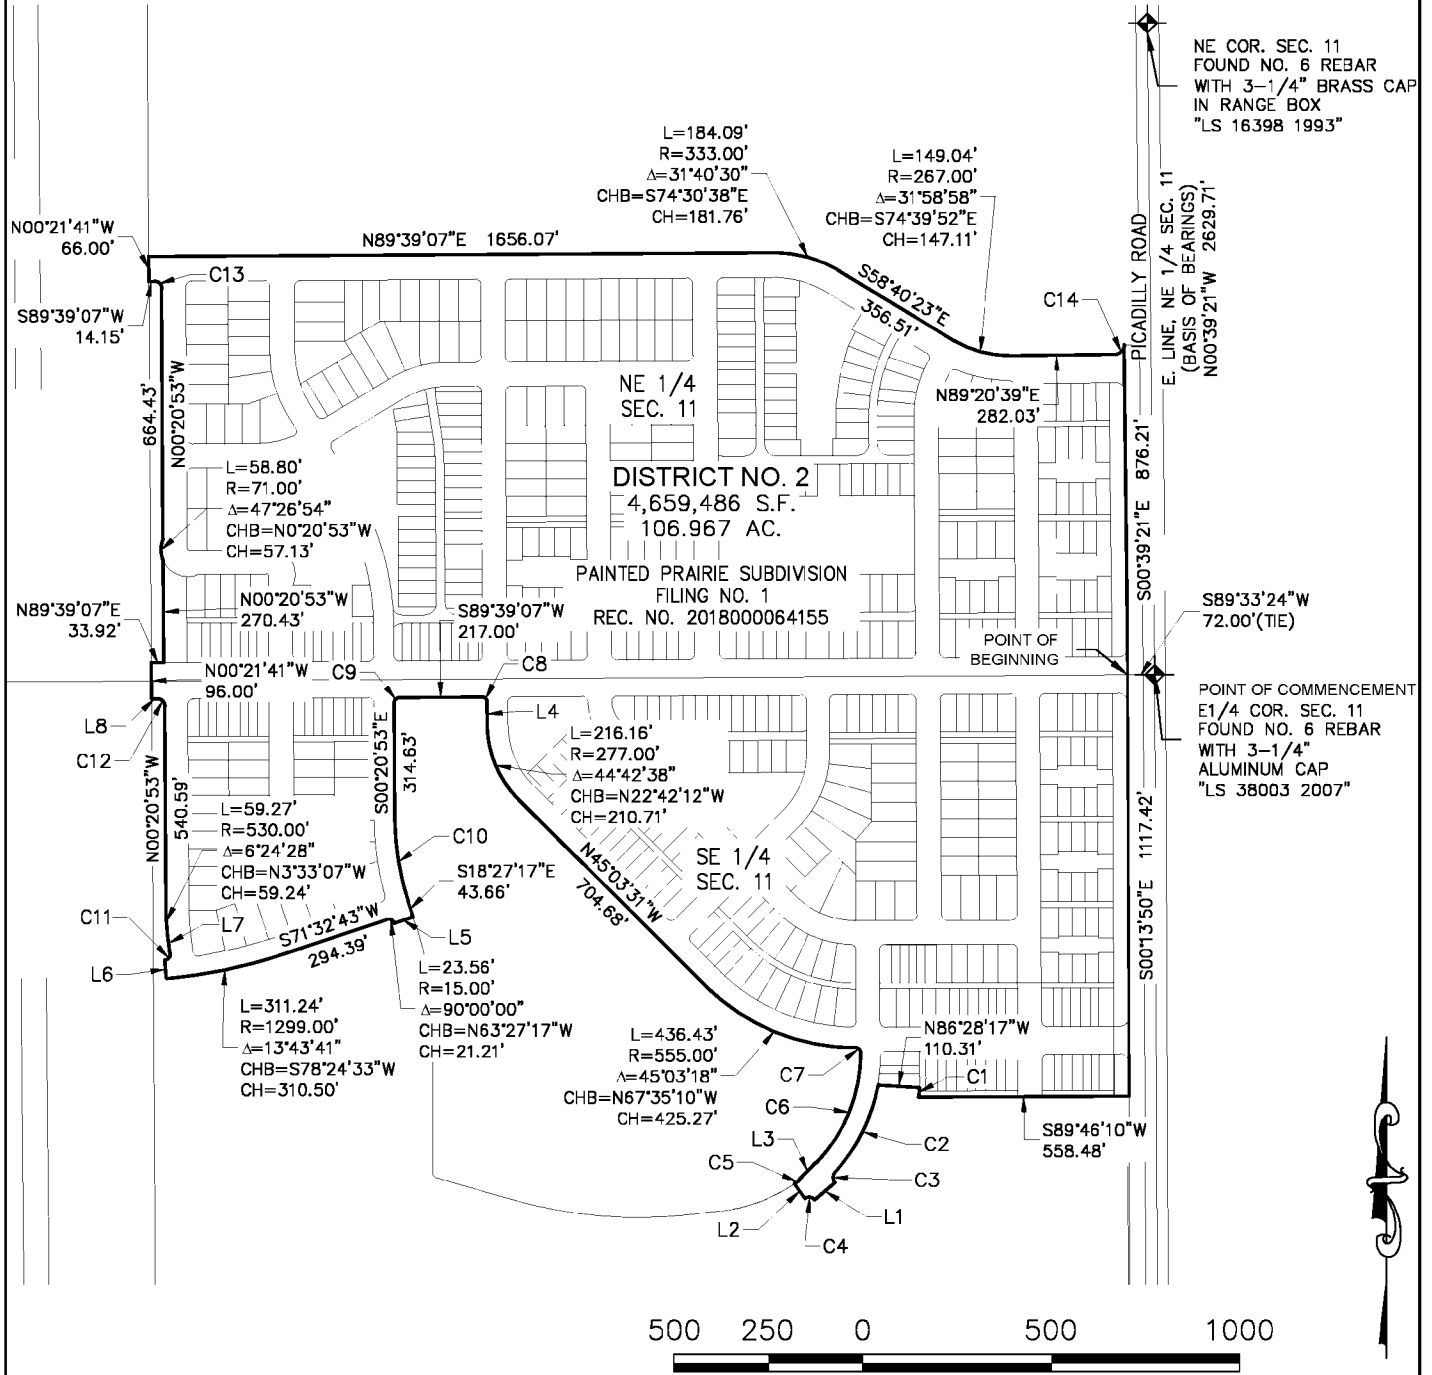 NE COR. SEC. 11
FOUND NO. 6 REBAR
WITH 3-1/4" BRASS CAP
IN RANGE BOX
"LS 16398 1993"
L=184.09'
R=333.00'
Δ=31°40'30"
CHB=S74°30'38"E
CH=181.76'
L=149.04'
R=267.00'
Δ=31°58'58"
CHB=S74°39'52"E
CH=147.11'
N00°21'41"W
66.00'
N89°39'07"E 1656.07'
C13
S89°39'07"W
14.15'
S58°40'23"E
356.51'
C14
PICADILLY ROAD
E. LINE, NE 1/4 SEC. 11
(BASIS OF BEARINGS)
N00°39'21"W 2629.71'
664.43'
N00°20'53"W
NE 1/4
SEC. 11
N89°20'39"E
282.03'
L=58.80'
R=71.00'
Δ=47°26'54"
CHB=N0°20'53"W
CH=57.13'
DISTRICT NO. 2
4,659,486 S.F.
106.967 AC.
S00°39'21"E 876.21'
PAINTED PRAIRIE SUBDIVISION
FILING NO. 1
REC. NO. 2018000064155
N89°39'07"E
33.92'
N00°20'53"W
270.43'
S89°39'07"W
217.00'
S89°33'24"W
72.00'(TIE)
POINT OF
BEGINNING
N00°21'41"W
96.00'
C9
C8
L4
L8
C12
POINT OF COMMENCEMENT
E1/4 COR. SEC. 11
FOUND NO. 6 REBAR
WITH 3-1/4"
ALUMINUM CAP
"LS 38003 2007"
L=216.16'
R=277.00'
Δ=44°42'38"
CHB=N22°42'12"W
CH=210.71'
S00°20'53"E
314.63'
N00°20'53"W
540.59'
L=59.27'
R=530.00'
Δ=6°24'28"
CHB=N3°33'07"W
CH=59.24'
C10
S18°27'17"E
43.66'
N45°03'31"W
704.68'
SE 1/4
SEC. 11
S00°13'50"E 1117.42'
C11
L7
S71°32'43"W
294.39'
L5
L6
L=23.56'
R=15.00'
Δ=90°00'00"
CHB=N63°27'17"W
CH=21.21'
L=311.24'
R=1299.00'
Δ=13°43'41"
CHB=S78°24'33"W
CH=310.50'
L=436.43'
R=555.00'
Δ=45°03'18"
CHB=N67°35'10"W
CH=425.27'
N86°28'17"W
110.31'
C7
C1
C6
C2
S89°46'10"W
558.48'
L3
C5
C3
L2
L1
C4
500 250 0 500 1000